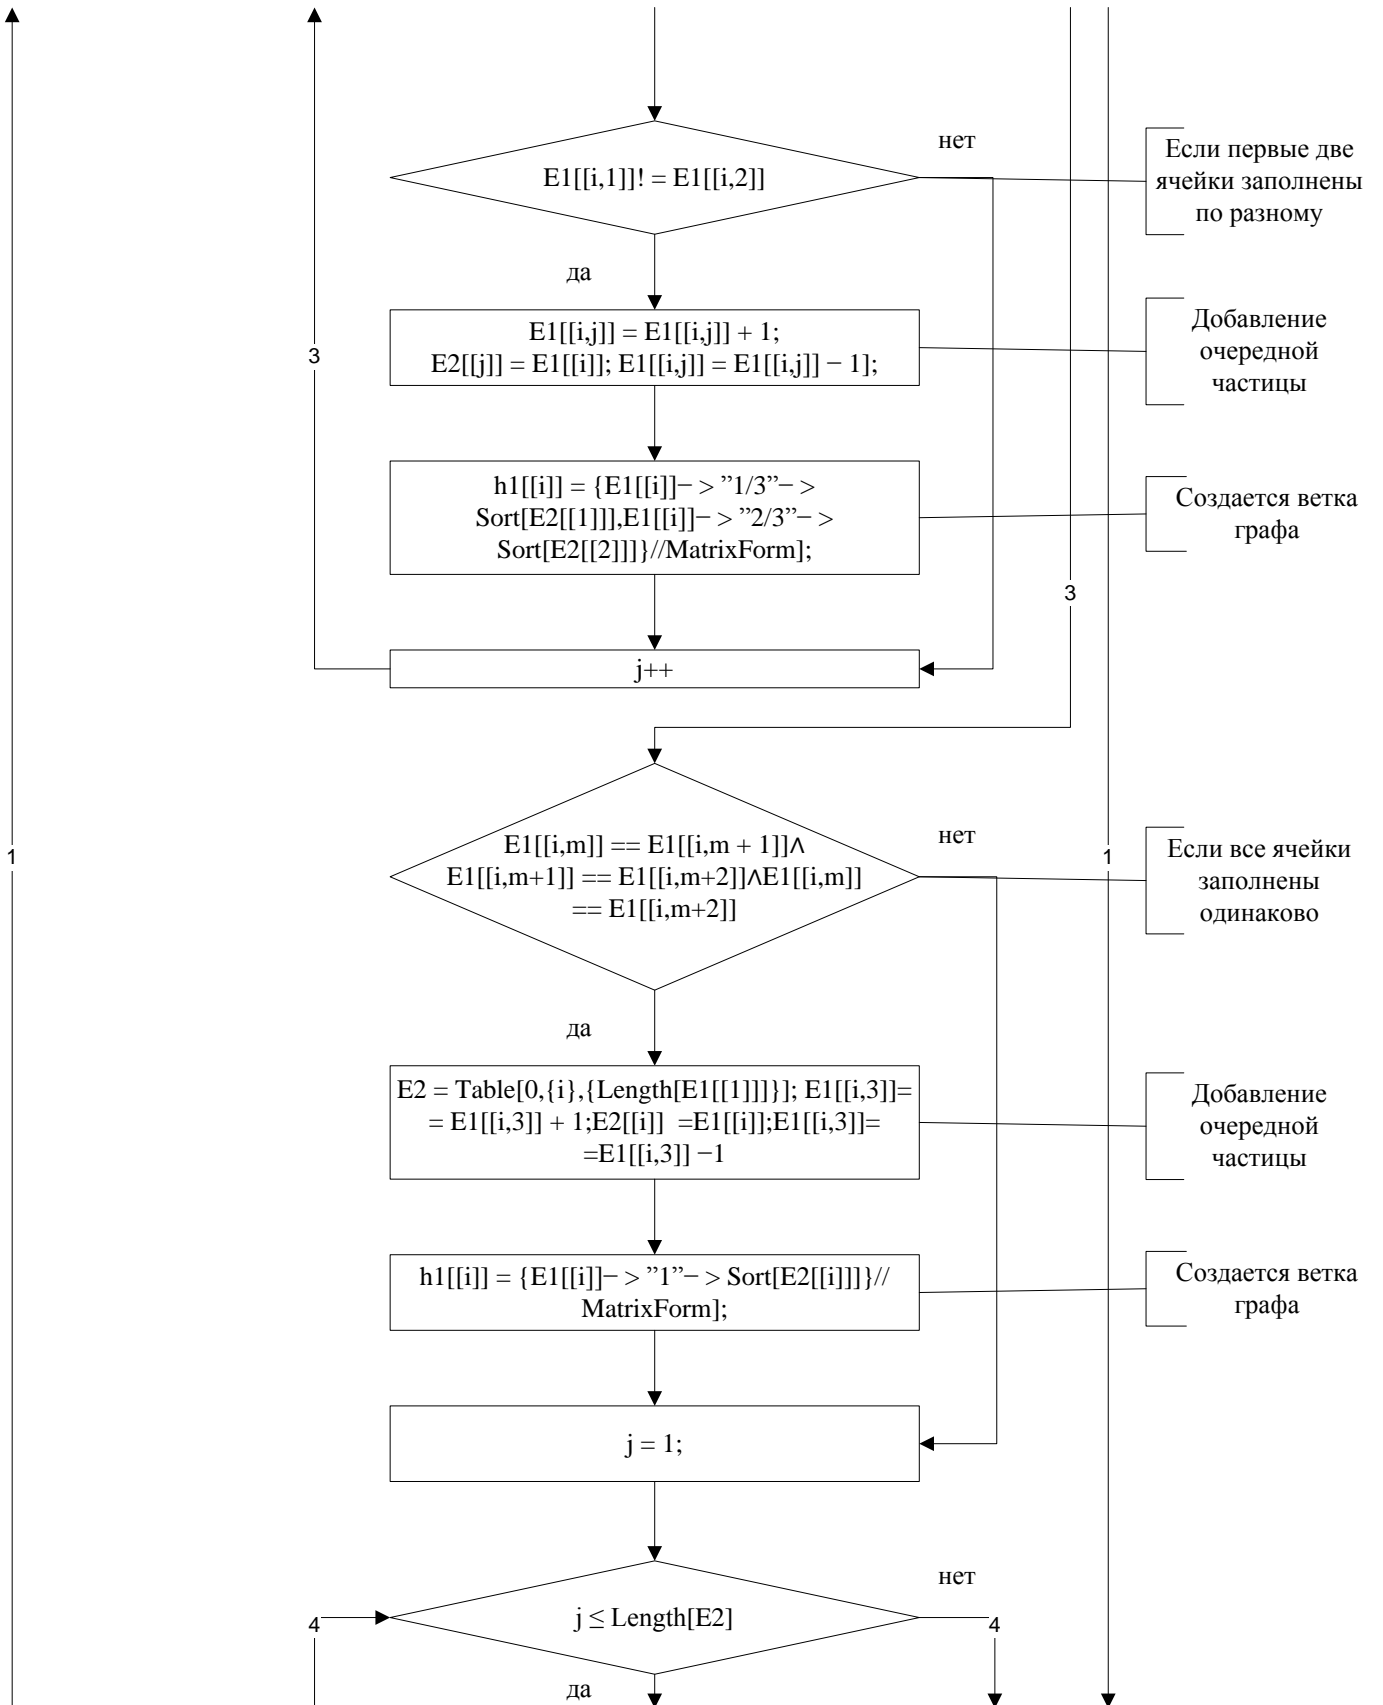 нет
E1[[i,1]]! = E1[[i,2]]
Если первые две
ячейки заполнены
по разному
да
E1[[i,j]] = E1[[i,j]] + 1;
E2[[j]] = E1[[i]]; E1[[i,j]] = E1[[i,j]] − 1];
Добавление
очередной
частицы
3
h1[[i]] = {E1[[i]]− > ”1/3”− >
Sort[E2[[1]]],E1[[i]]− > ”2/3”− >
Sort[E2[[2]]]}//MatrixForm];
Создается ветка
графа
3
j++
нет
E1[[i,m]] == E1[[i,m + 1]]∧
E1[[i,m+1]] == E1[[i,m+2]]∧E1[[i,m]]
== E1[[i,m+2]]
1
1
Если все ячейки
заполнены
одинаково
да
E2 = Table[0,{i},{Length[E1[[1]]]}]; E1[[i,3]]=
= E1[[i,3]] + 1;E2[[i]] =E1[[i]];E1[[i,3]]=
=E1[[i,3]] −1
Добавление
очередной
частицы
h1[[i]] = {E1[[i]]− > ”1”− > Sort[E2[[i]]]}//
MatrixForm];
Создается ветка
графа
j = 1;
нет
4
j ≤ Length[E2]
4
да